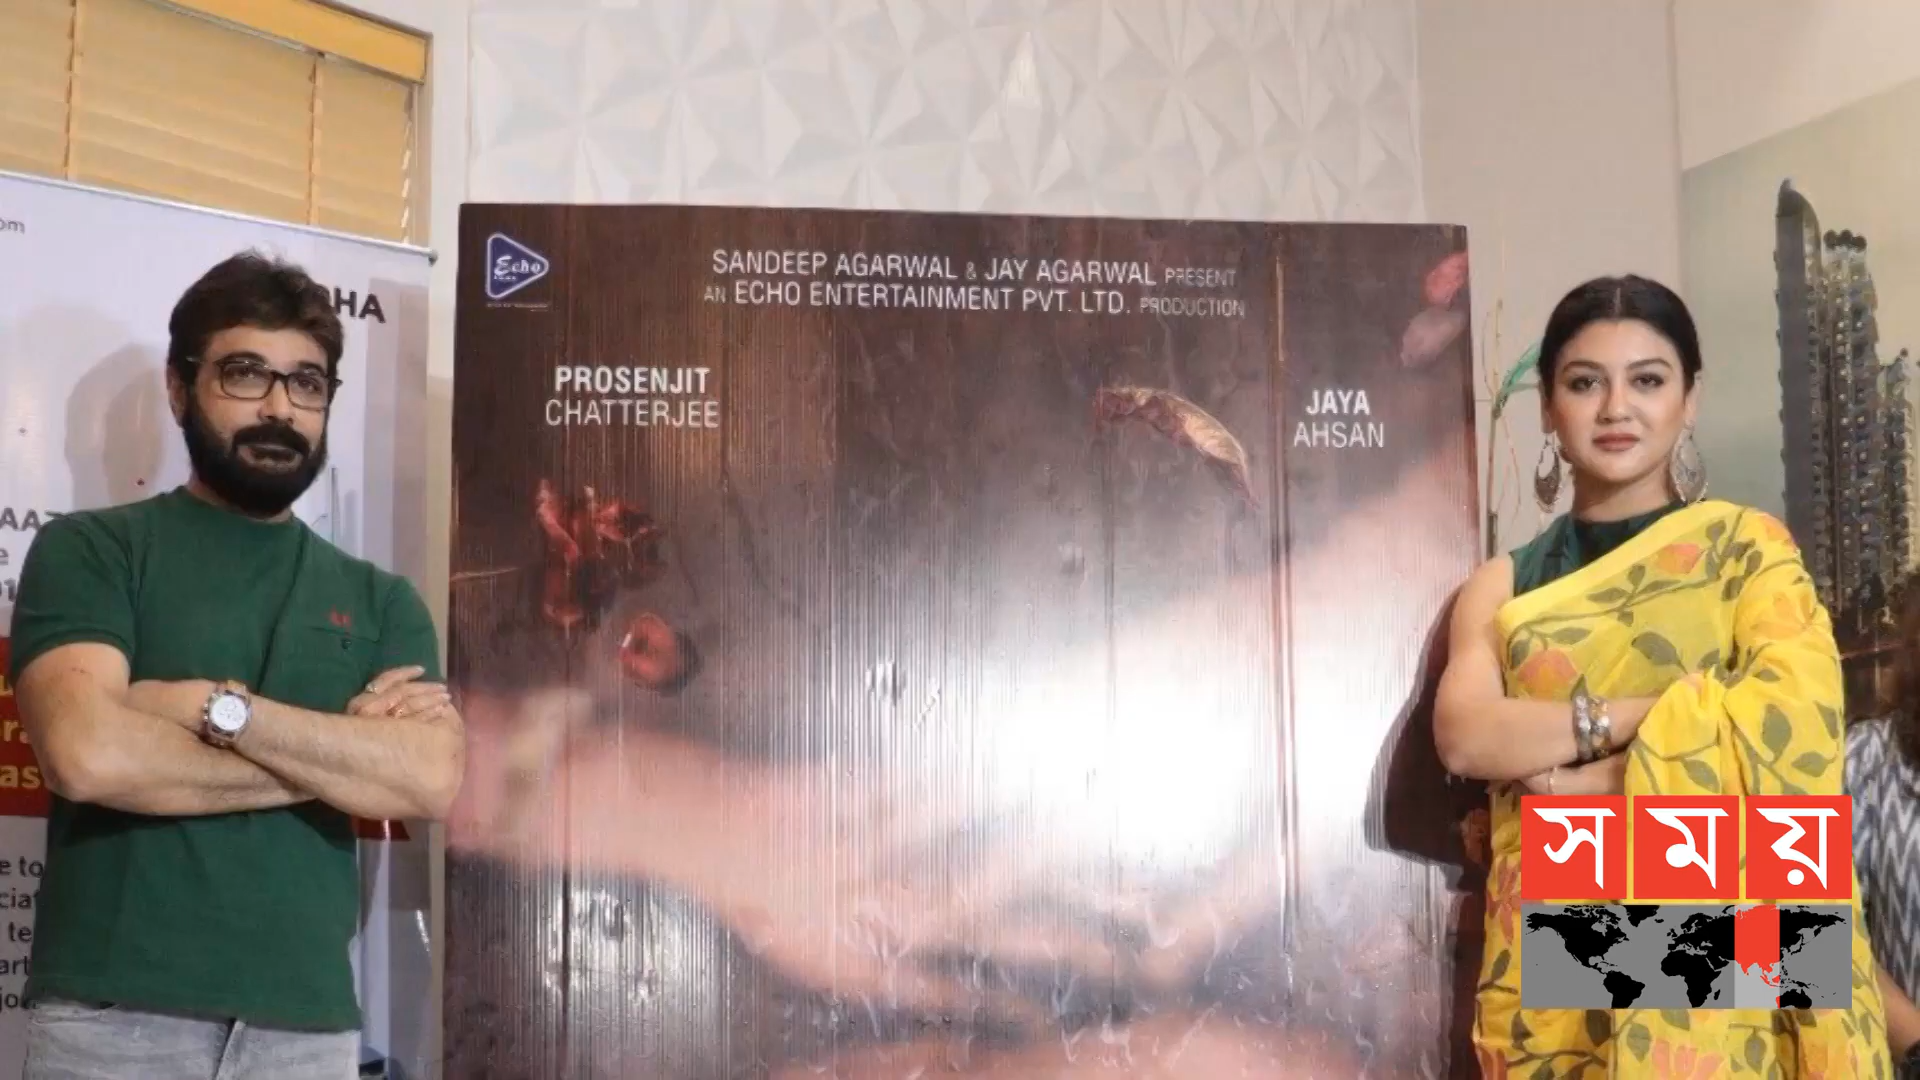 Echo
SANDEEP AGARWAL & JAY AGARWAL PRESENT
AN ECHO ENTERTAINMENT PVT. LTD. PRODUCTION
PROSENJIT
CHATTERJEE
JAYA
AHSAN
সময়